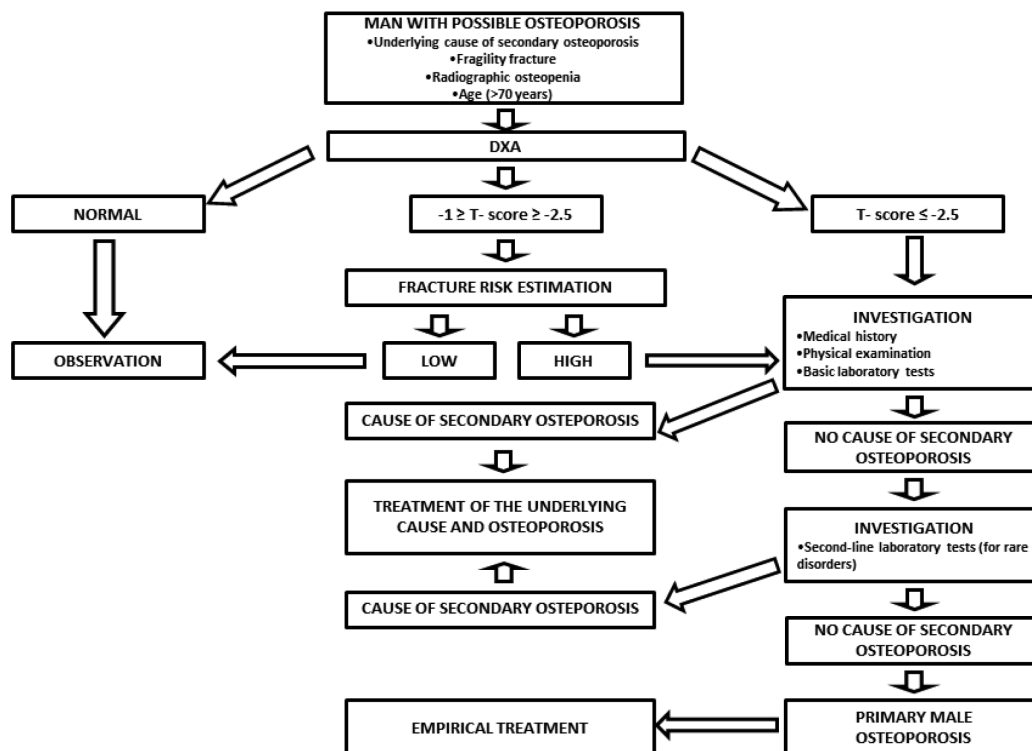 MAN WITH POSSIBLE OSTEOPOROSIS
•Underlying cause of secondary osteoporosis
•Fragility fracture
•Radiographic osteopenia
•Age (>70 years)
DXA
NORMAL
-1 ≥ T- score ≥ -2.5
T- score ≤ -2.5
FRACTURE RISK ESTIMATION
OBSERVATION
LOW
HIGH
INVESTIGATION
•Medical history
•Physical examination
•Basic laboratory tests
CAUSE OF SECONDARY OSTEPOROSIS
NO CAUSE OF SECONDARY
OSTEOPOROSIS
TREATMENT OF THE UNDERLYING
CAUSE AND OSTEOPOROSIS
INVESTIGATION
•Second-line laboratory tests (for rare
disorders)
CAUSE OF SECONDARY OSTEPOROSIS
NO CAUSE OF SECONDARY
OSTEOPOROSIS
EMPIRICAL TREATMENT
PRIMARY MALE
OSTEOPOROSIS